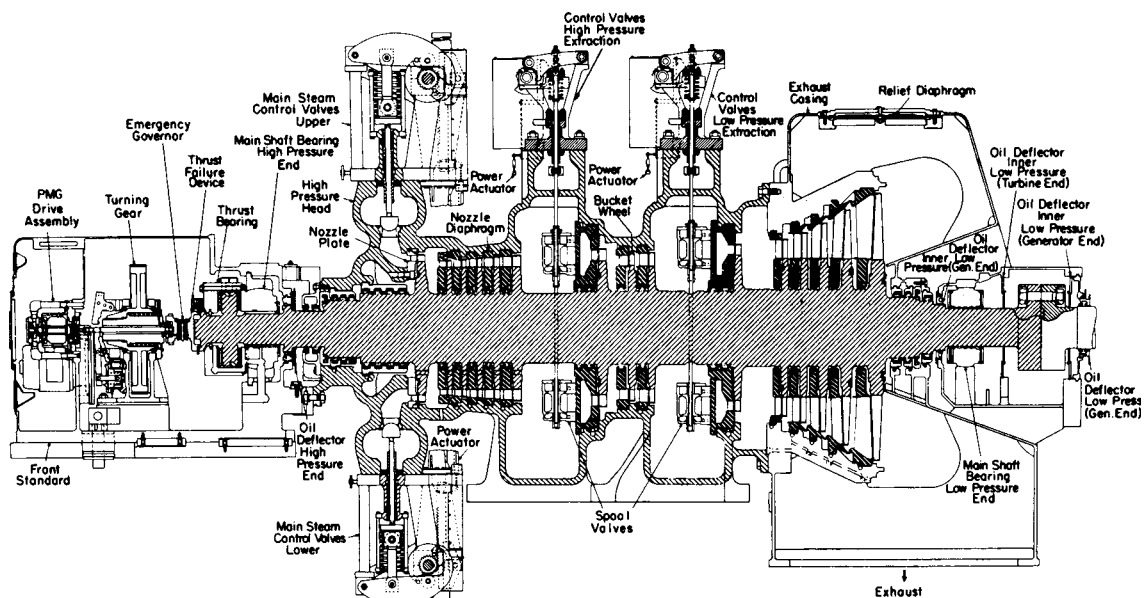 Control Valves
High Pressure
Extraction
Main Steam
Control Valves
Upper
Control
Valves
Low Pressure
Extraction
Exhaust
Casing
Relief Diaphragm
Emergency
Governor
Main Shaft Bearing
High Pressure
End
Thrust
Failure
Device
Thrust
Bearing
Turning
Gear
PMG
Drive
Assembly
High
Pressure
Head
Nozzle
Plate
Power
Actuator
Nozzle
Diaphragm
Power
Actuator
Bucket
Wheel
Oil Deflector
Inner
Low Pressure
(Turbine End)
Oil Deflector
Inner
Low
Pressure
(Generator End)
Oil
Deflector
Inner Low
Pressure(Gen.End)
Oil
Deflector
Low Press
(Gen.End)
Front
Standard
Oil
Deflector
High
Pressure
End
Power
Actuator
Main Steam
Control Valves
Lower
Spool
Valves
Main Shaft
Bearing
Low Pressure
End
Exhaust